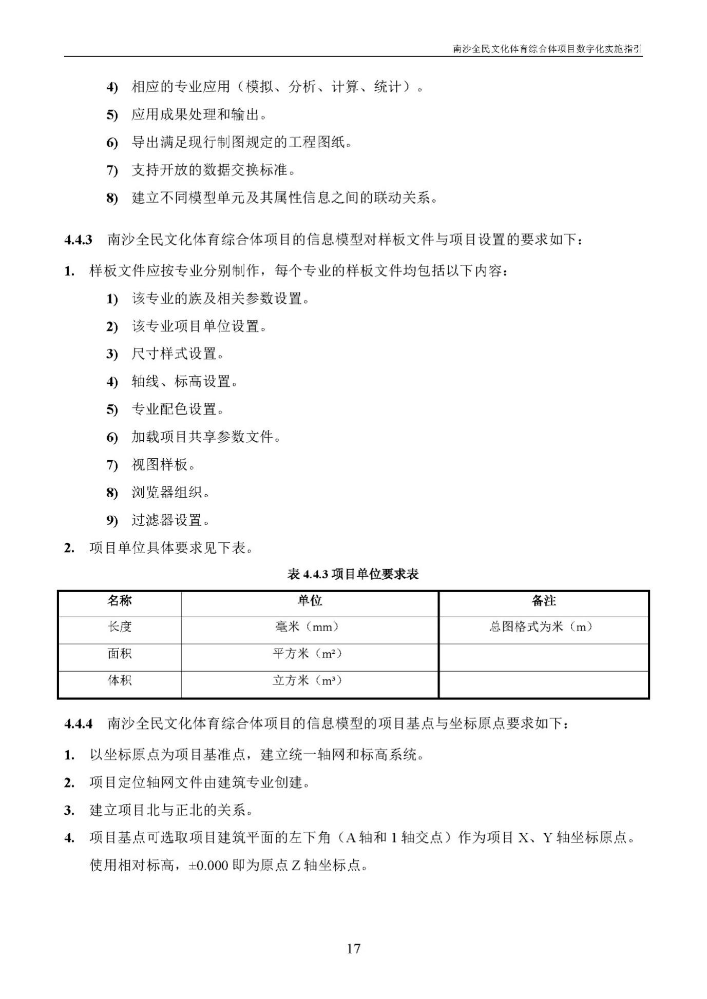 南沙全民文化体育综合体项目数字化实施指引
4) 相应的专业应用（模拟、分析、计算、统计）。
5) 应用成果处理和输出。
6) 导出满足现行制图规定的工程图纸。
7) 支持开放的数据交换标准。
8) 建立不同模型单元及其属性信息之间的联动关系。
4.4.3 南沙全民文化体育综合体项目的信息模型对样板文件与项目设置的要求如下：
1. 样板文件应按专业分别制作，每个专业的样板文件均包括以下内容：
1) 该专业的族及相关参数设置。
2) 该专业项目单位设置。
3) 尺寸样式设置。
4) 轴线、标高设置。
5) 专业配色设置。
6) 加载项目共享参数文件。
7) 视图样板。
8) 浏览器组织。
9) 过滤器设置。
2. 项目单位具体要求见下表。
表 4.4.3 项目单位要求表
名称 单位 备注
长度 毫米（mm） 总图格式为米（m）
面积 平方米（m²）
体积 立方米（m³）
4.4.4 南沙全民文化体育综合体项目的信息模型的项目基点与坐标原点要求如下：
1. 以坐标原点为项目基准点，建立统一轴网和标高系统。
2. 项目定位轴网文件由建筑专业创建。
3. 建立项目北与正北的关系。
4. 项目基点可选取项目建筑平面的左下角（A 轴和 1 轴交点）作为项目 X、Y 轴坐标原点。
使用相对标高，±0.000 即为原点 Z 轴坐标点。
17